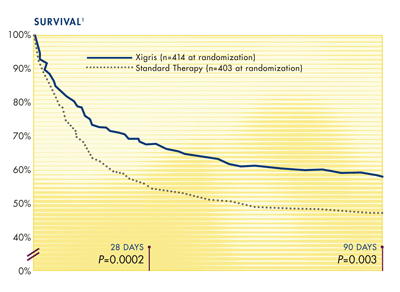 SURVIVAL¹
100%
Xigris (n=414 at randomization)
Standard Therapy (n=403 at randomization)
90%
80%
70%
60%
50%
40%
28 DAYS
P=0.0002
90 DAYS
P=0.003
0%